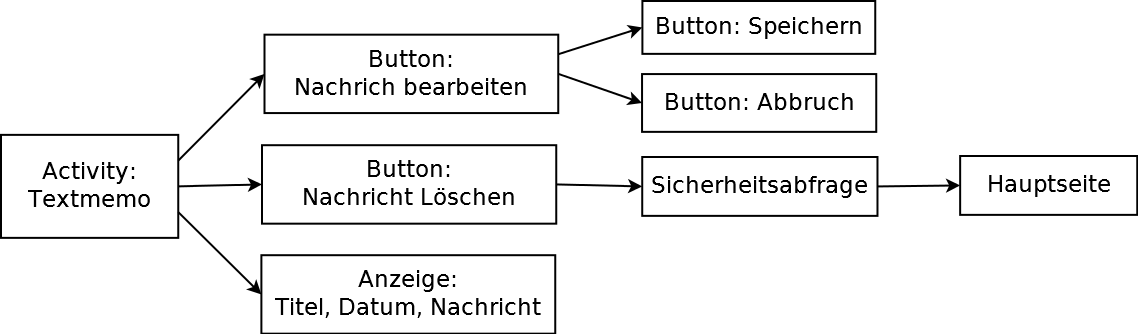 Button: Speichern
Button:
Nachrich bearbeiten
Button: Abbruch
Activity:
Textmemo
Button:
Nachricht Löschen
Sicherheitsabfrage
Hauptseite
Anzeige:
Titel, Datum, Nachricht